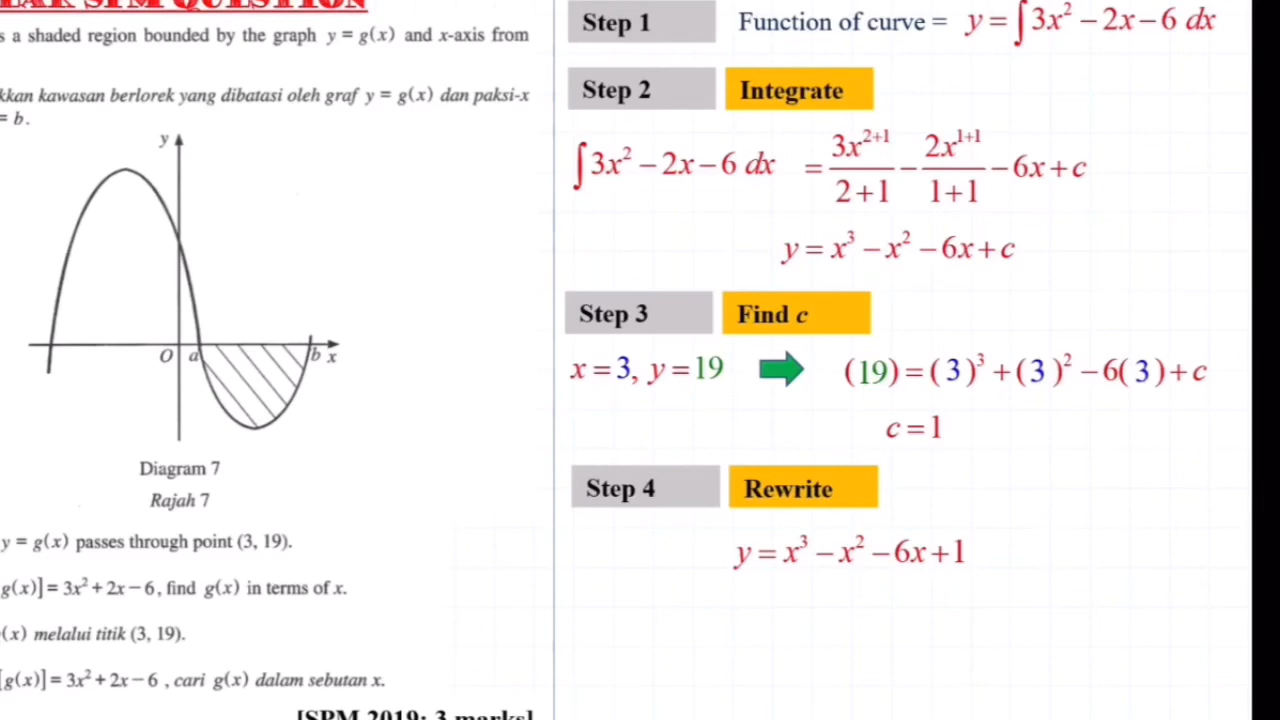 s a shaded region bounded by the graph y = g(x) and x-axis from
kkan kawasan berlorek yang dibatasi oleh graf y = g(x) dan paksi-x
= b.
y
O a b x
Diagram 7
Rajah 7
y = g(x) passes through point (3, 19).
g(x)] = 3x² + 2x − 6, find g(x) in terms of x.
(x) melalui titik (3, 19).
[g(x)] = 3x² + 2x − 6, cari g(x) dalam sebutan x.
[SPM 2019: 3 marks]
Step 1 Function of curve = y = ∫3x² − 2x − 6 dx
Step 2 Integrate
∫3x² − 2x − 6 dx = 3x²⁺¹/2+1 − 2x¹⁺¹/1+1 − 6x + c
y = x³ − x² − 6x + c
Step 3 Find c
x = 3, y = 19 (19) = (3)³ + (3)² − 6(3) + c
c = 1
Step 4 Rewrite
y = x³ − x² − 6x + 1